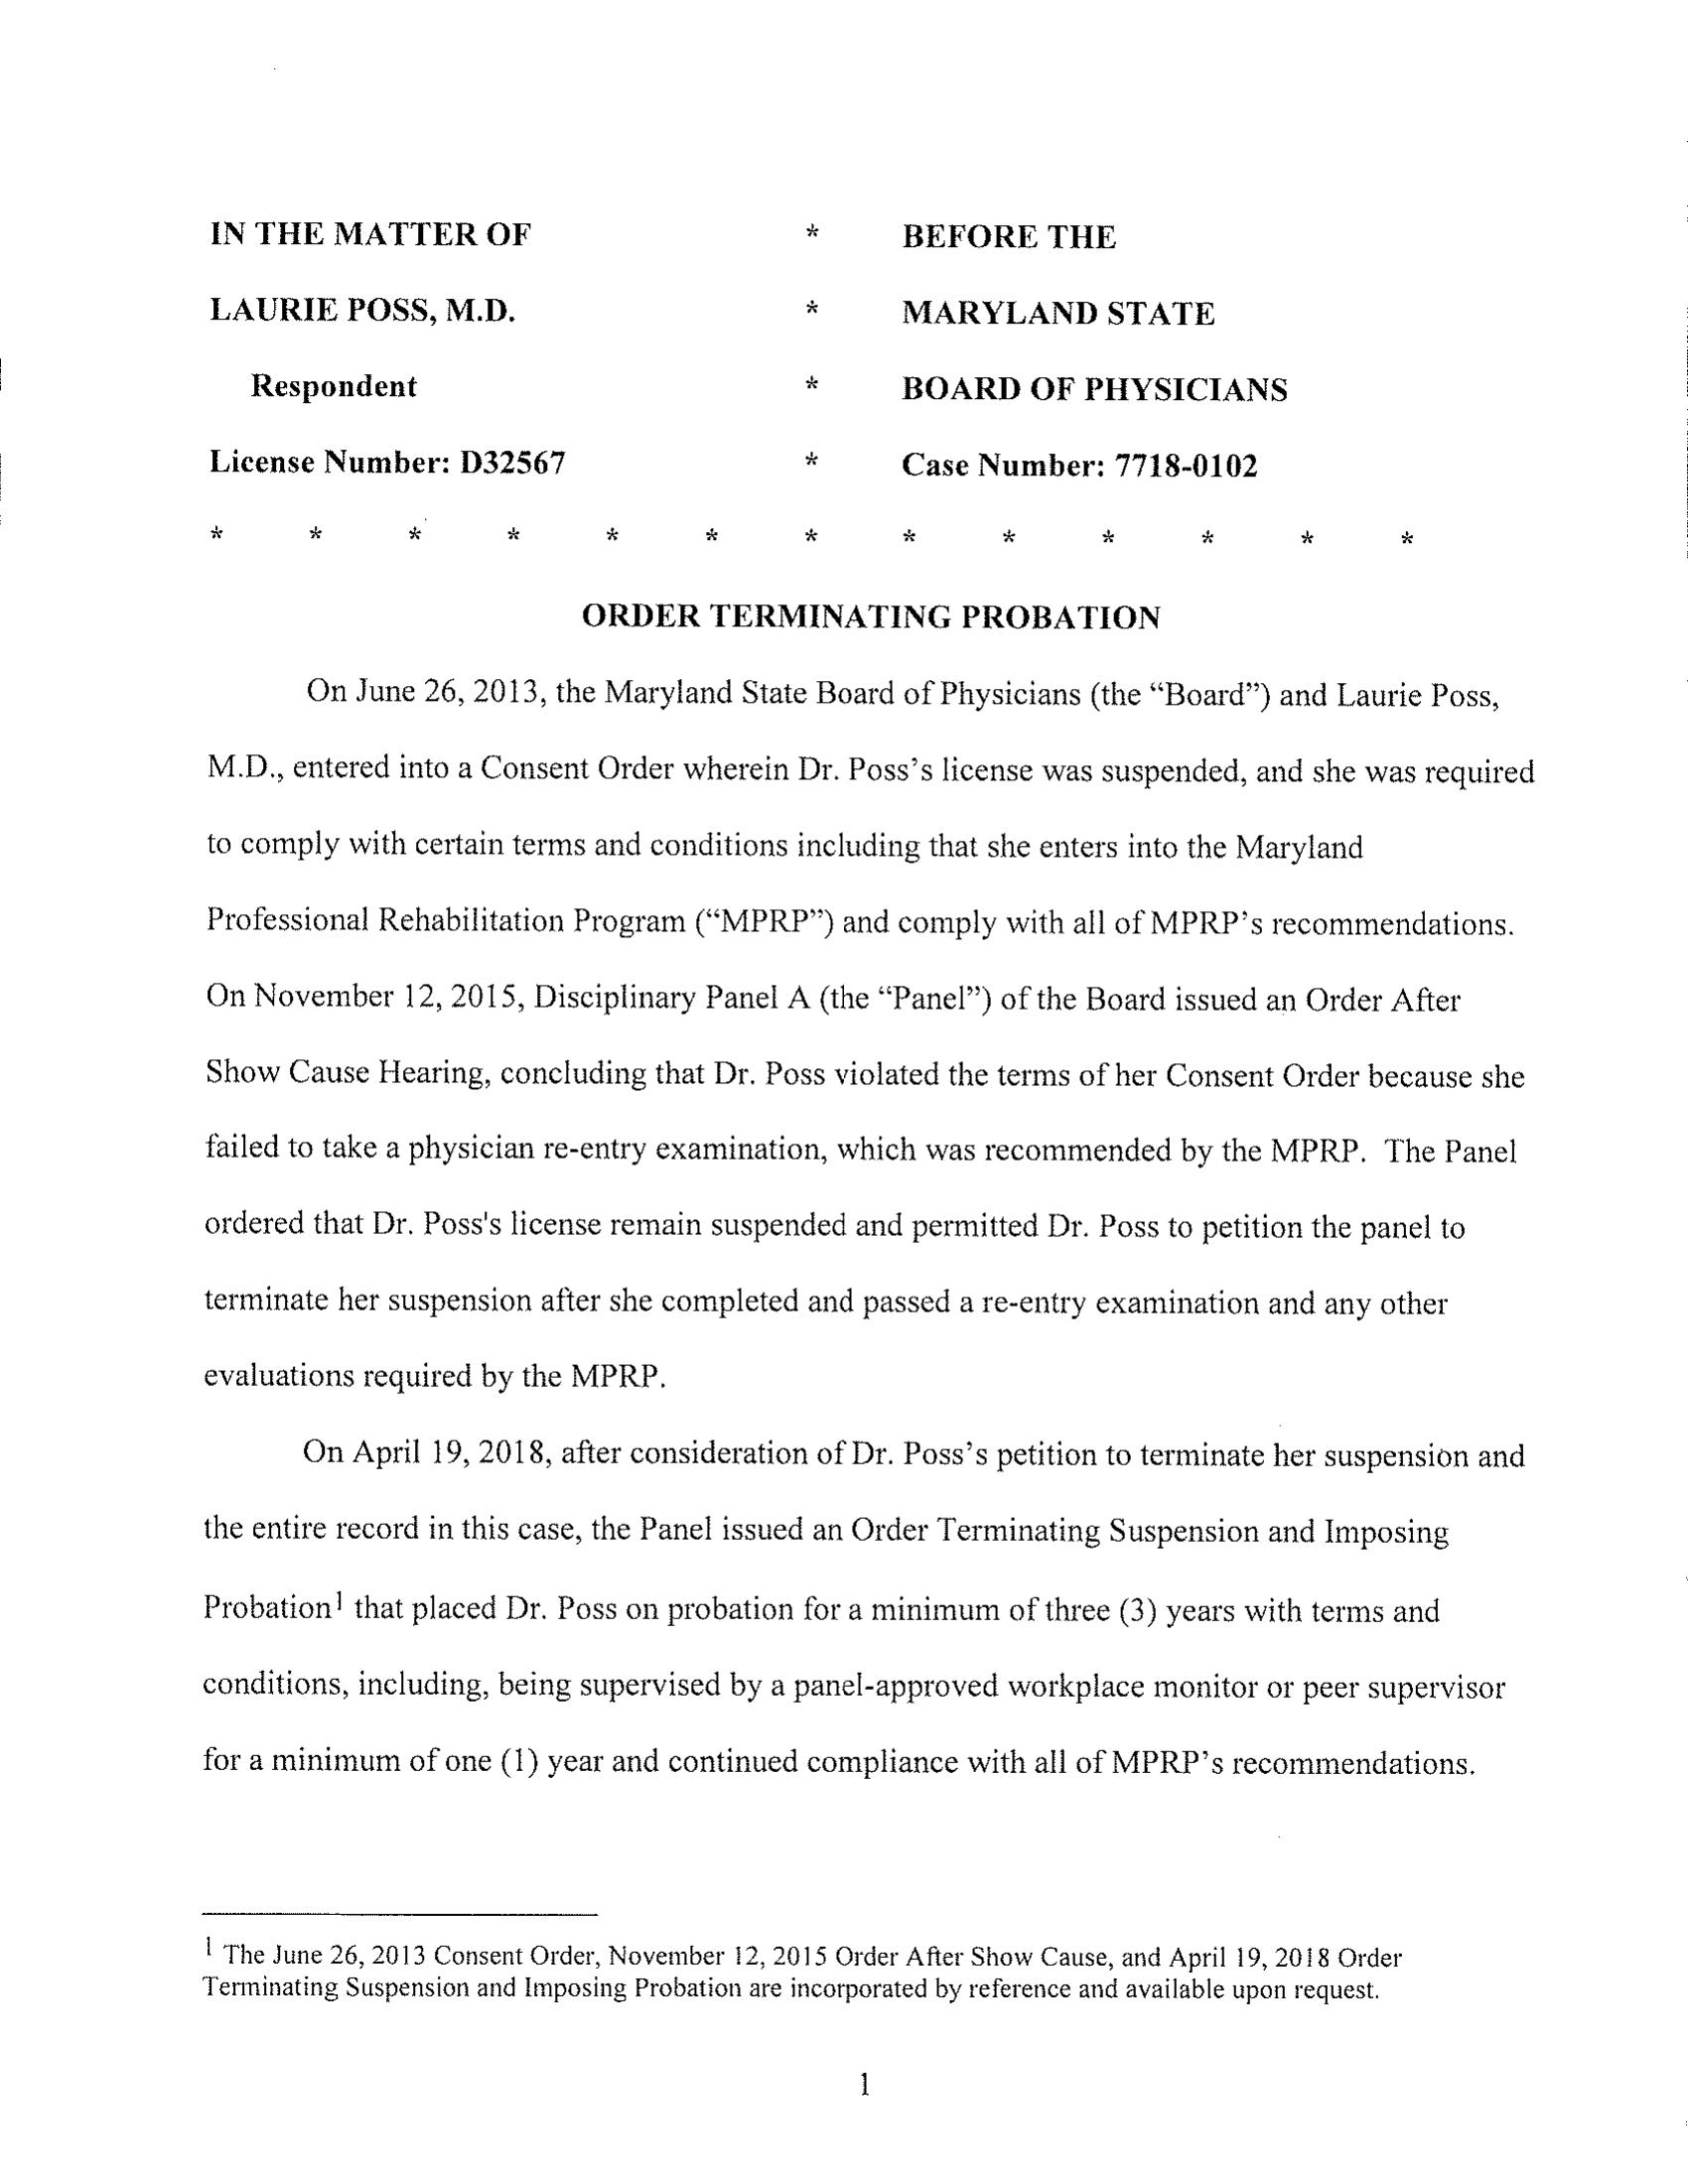 IN THE MATTER OF * BEFORE THE
LAURIE POSS, M.D. * MARYLAND STATE
Respondent * BOARD OF PHYSICIANS
License Number: D32567 * Case Number: 7718-0102
* * * * * * * * * * * * *
ORDER TERMINATING PROBATION
On June 26, 2013, the Maryland State Board of Physicians (the “Board”) and Laurie Poss,
M.D., entered into a Consent Order wherein Dr. Poss’s license was suspended, and she was required
to comply with certain terms and conditions including that she enters into the Maryland
Professional Rehabilitation Program (“MPRP”) and comply with all of MPRP’s recommendations.
On November 12, 2015, Disciplinary Panel A (the “Panel”) of the Board issued an Order After
Show Cause Hearing, concluding that Dr. Poss violated the terms of her Consent Order because she
failed to take a physician re-entry examination, which was recommended by the MPRP. The Panel
ordered that Dr. Poss's license remain suspended and permitted Dr. Poss to petition the panel to
terminate her suspension after she completed and passed a re-entry examination and any other
evaluations required by the MPRP.
On April 19, 2018, after consideration of Dr. Poss’s petition to terminate her suspension and
the entire record in this case, the Panel issued an Order Terminating Suspension and Imposing
Probation¹ that placed Dr. Poss on probation for a minimum of three (3) years with terms and
conditions, including, being supervised by a panel-approved workplace monitor or peer supervisor
for a minimum of one (1) year and continued compliance with all of MPRP’s recommendations.
¹ The June 26, 2013 Consent Order, November 12, 2015 Order After Show Cause, and April 19, 2018 Order
Terminating Suspension and Imposing Probation are incorporated by reference and available upon request.
1